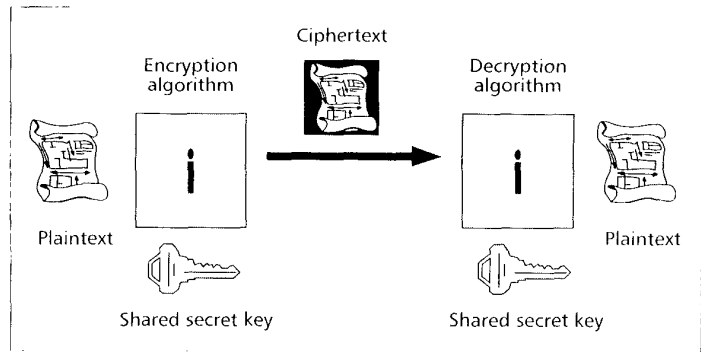 Ciphertext
Encryption
algorithm
Decryption
algorithm
i
i
Plaintext
Plaintext
Shared secret key
Shared secret key